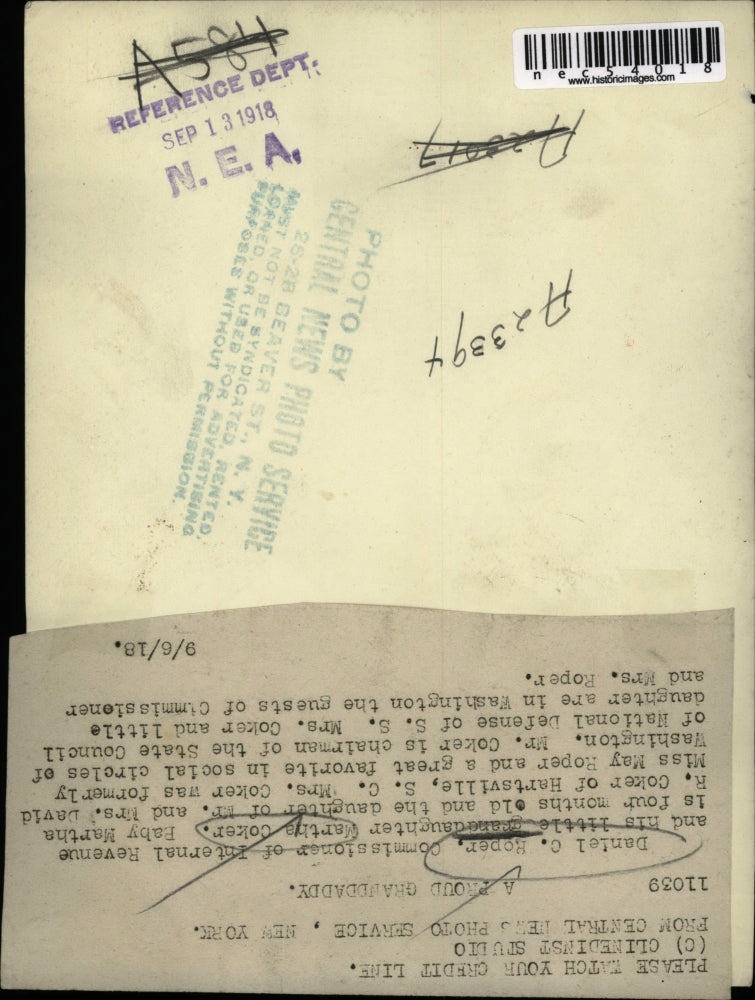 A584
REFERENCE DEPT.
SEP 13 1918
N. E. A.
nec54018
www.historicimages.com
A23394
PHOTO BY
CENTRAL NEWS PHOTO SERVICE
26-28 BEAVER ST., N. Y.
MUST NOT BE SYNDICATED, RENTED,
LOANED, OR USED FOR ADVERTISING
PURPOSES WITHOUT PERMISSION.
PLEASE WATCH YOUR CREDIT LINE.
(C) CLINEDINST STUDIO
FROM CENTRAL NEWS PHOTO SERVICE, NEW YORK.
11039 A PROUD GRANDDADDY.
Daniel C. Roper, Commissioner of Internal Revenue
and his little granddaughter Martha Coker. Baby Martha
is four months old and the daughter of Mr. and Mrs. David
R. Coker of Hartsville, S. C. Mrs. Coker was formerly
Miss May Roper and a great favorite in social circles of
Washington. Mr. Coker is chairman of the State Council
of National Defense of S. S. Mrs. Coker and little
daughter are in Washington the guests of Cimmissioner
and Mrs. Roper.
9/6/18.